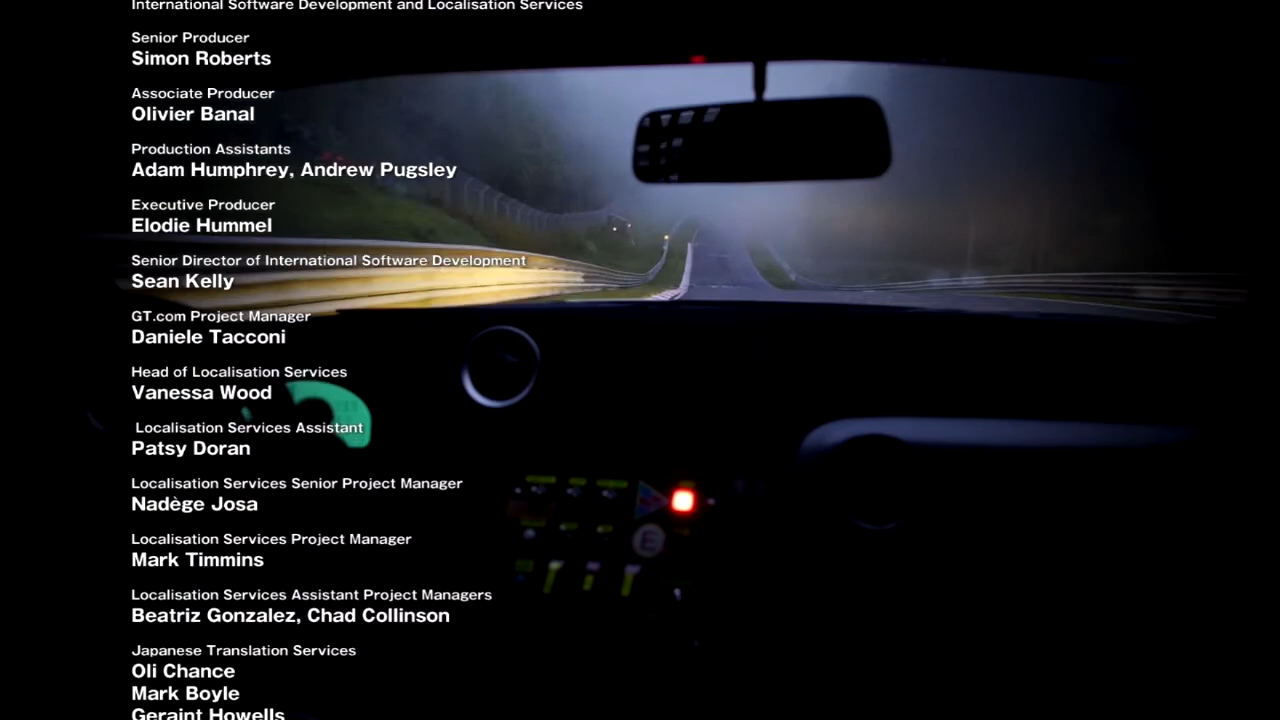 International Software Development and Localisation Services
Senior Producer
Simon Roberts
Associate Producer
Olivier Banal
Production Assistants
Adam Humphrey, Andrew Pugsley
Executive Producer
Elodie Hummel
Senior Director of International Software Development
Sean Kelly
GT.com Project Manager
Daniele Tacconi
Head of Localisation Services
Vanessa Wood
Localisation Services Assistant
Patsy Doran
Localisation Services Senior Project Manager
Nadège Josa
Localisation Services Project Manager
Mark Timmins
Localisation Services Assistant Project Managers
Beatriz Gonzalez, Chad Collinson
E
Japanese Translation Services
Oli Chance
Mark Boyle
Geraint Howells